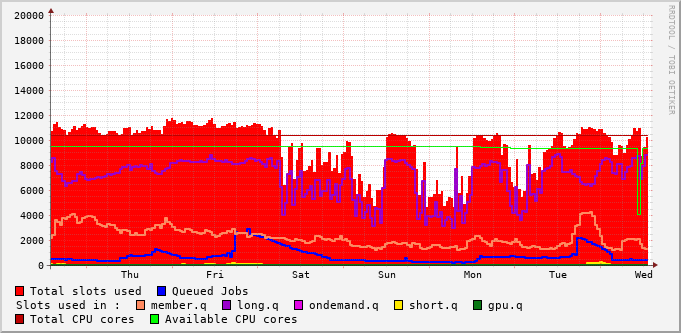 20000
18000
16000
14000
12000
10000
8000
6000
4000
2000
0
Thu Fri Sat Sun Mon Tue Wed
RRDTOOL / TOBI OETIKER
Total slots used Queued Jobs
Slots used in : member.q long.q ondemand.q short.q gpu.q
Total CPU cores Available CPU cores